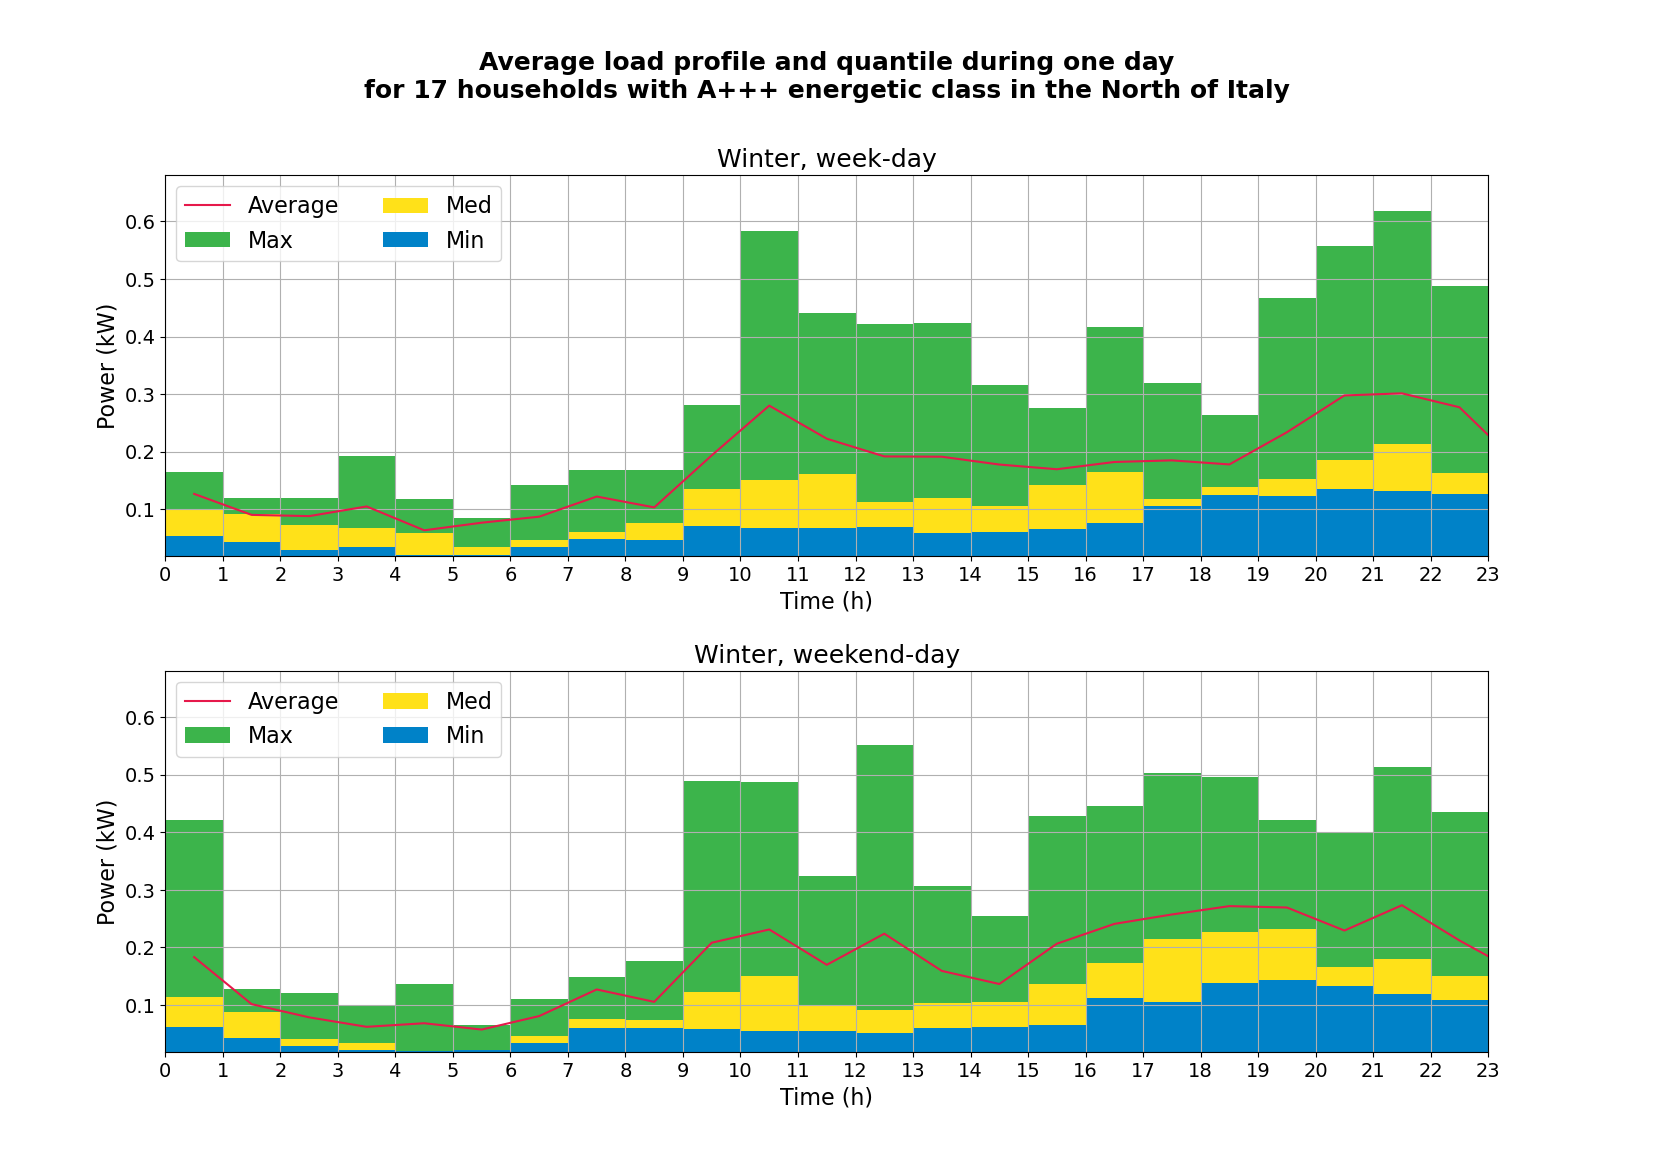 Average load profile and quantile during one day
for 17 households with A+++ energetic class in the North of Italy
Winter, week-day
Average Med
Max Min
0.6
0.5
0.4
0.3
0.2
0.1
Power (kW)
0 1 2 3 4 5 6 7 8 9 10 11 12 13 14 15 16 17 18 19 20 21 22 23
Time (h)
Winter, weekend-day
Average Med
Max Min
0.6
0.5
0.4
0.3
0.2
0.1
Power (kW)
0 1 2 3 4 5 6 7 8 9 10 11 12 13 14 15 16 17 18 19 20 21 22 23
Time (h)